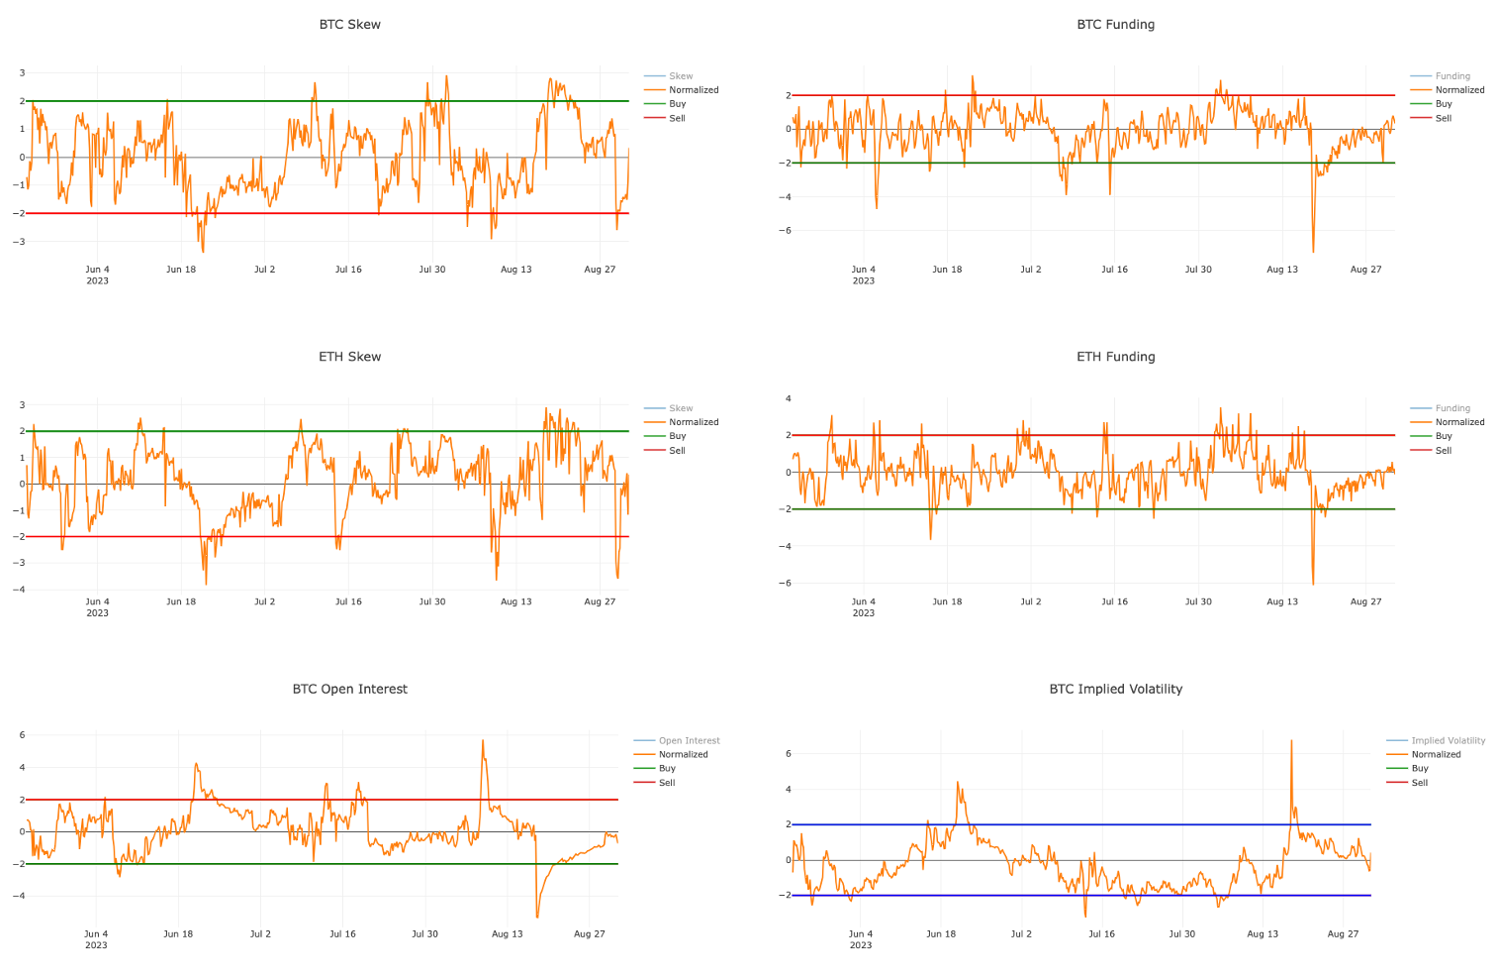 BTC Skew
3
2
1
0
−1
−2
−3
Jun 4
2023
Jun 18
Jul 2
Jul 16
Jul 30
Aug 13
Aug 27
Skew
Normalized
Buy
Sell
BTC Funding
2
0
−2
−4
−6
Jun 4
2023
Jun 18
Jul 2
Jul 16
Jul 30
Aug 13
Aug 27
Funding
Normalized
Buy
Sell
ETH Skew
3
2
1
0
−1
−2
−3
−4
Jun 4
2023
Jun 18
Jul 2
Jul 16
Jul 30
Aug 13
Aug 27
Skew
Normalized
Buy
Sell
ETH Funding
4
2
0
−2
−4
−6
Jun 4
2023
Jun 18
Jul 2
Jul 16
Jul 30
Aug 13
Aug 27
Funding
Normalized
Buy
Sell
BTC Open Interest
6
4
2
0
−2
−4
Jun 4
2023
Jun 18
Jul 2
Jul 16
Jul 30
Aug 13
Aug 27
Open Interest
Normalized
Buy
Sell
BTC Implied Volatility
6
4
2
0
−2
Jun 4
2023
Jun 18
Jul 2
Jul 16
Jul 30
Aug 13
Aug 27
Implied Volatility
Normalized
Buy
Sell